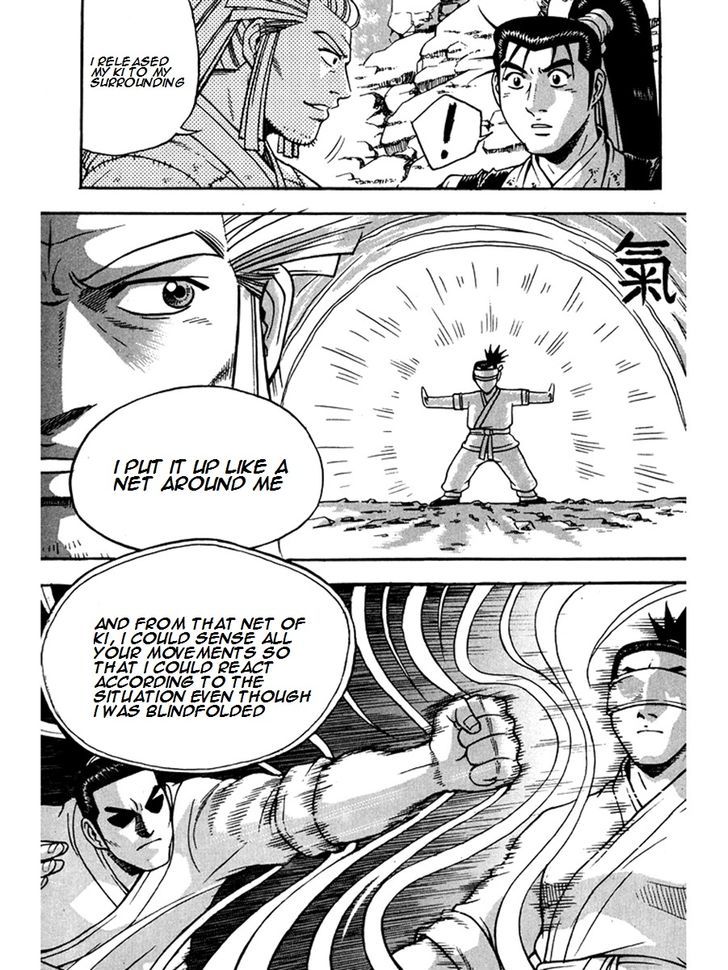 I RELEASED
MY KI TO MY
SURROUNDING
!
氣
I PUT IT UP LIKE A
NET AROUND ME
AND FROM THAT NET OF
KI, I COULD SENSE ALL
YOUR MOVEMENTS SO
THAT I COULD REACT
ACCORDING TO THE
SITUATION EVEN THOUGH
I WAS BLINDFOLDED